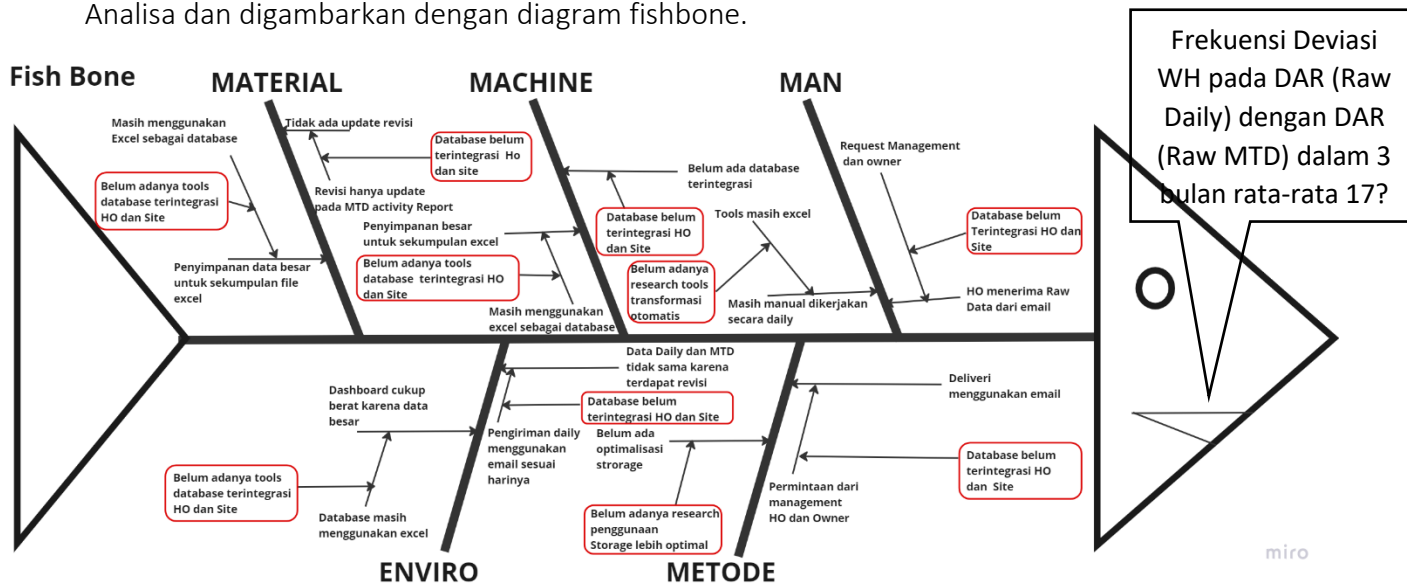 Analisa dan digambarkan dengan diagram fishbone.
Fish Bone
MATERIAL
MACHINE
MAN
Frekuensi Deviasi
WH pada DAR (Raw
Daily) dengan DAR
(Raw MTD) dalam 3
bulan rata-rata 17?
Masih menggunakan
Excel sebagai database
Tidak ada update revisi
Database belum
terintegrasi Ho
dan site
Belum adanya tools
database terintegrasi
HO dan Site
Revisi hanya update
pada MTD activity Report
Penyimpanan data besar
untuk sekumpulan file
excel
Penyimpanan besar
untuk sekumpulan excel
Belum adanya tools
database terintegrasi HO
dan Site
Masih menggunakan
excel sebagai database
Belum ada database
terintegrasi
Database belum
terintegrasi HO
dan Site
Tools masih excel
Belum adanya
research tools
transformasi
otomatis
Masih manual dikerjakan
secara daily
Request Management
dan owner
Database belum
Terintegrasi HO dan
Site
HO menerima Raw
Data dari email
Dashboard cukup
berat karena data
besar
Belum adanya tools
database terintegrasi
HO dan Site
Database masih
menggunakan excel
Data Daily dan MTD
tidak sama karena
terdapat revisi
Database belum
terintegrasi HO dan Site
Pengiriman daily
menggunakan
email sesuai
harinya
Belum ada
optimalisasi
strorage
Belum adanya research
penggunaan
Storage lebih optimal
Deliveri
menggunakan email
Database belum
terintegrasi HO
dan Site
Permintaan dari
management
HO dan Owner
ENVIRO
METODE
miro